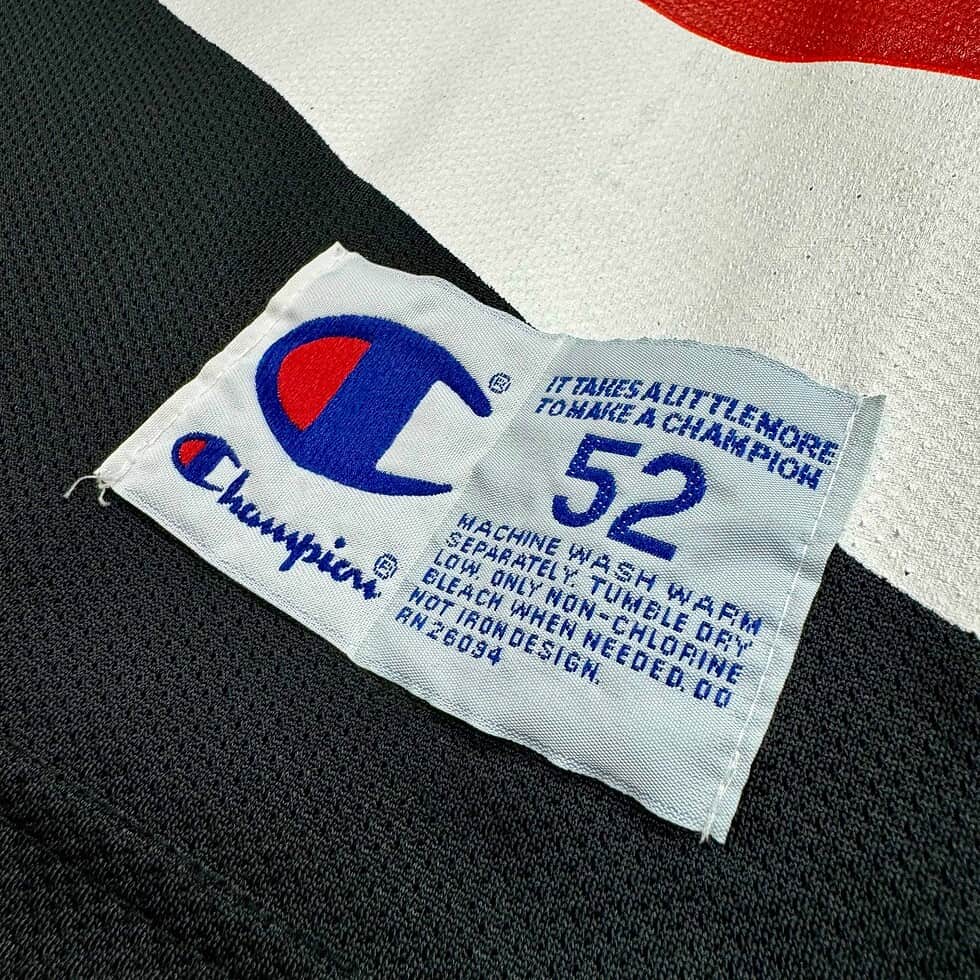 Champion®
®
IT TAKES A LITTLE MORE
TO MAKE A CHAMPION
52
MACHINE WASH WARM
SEPARATELY. TUMBLE DRY
LOW. ONLY NON-CHLORINE
BLEACH WHEN NEEDED. DO
NOT IRON DESIGN.
RN 26094